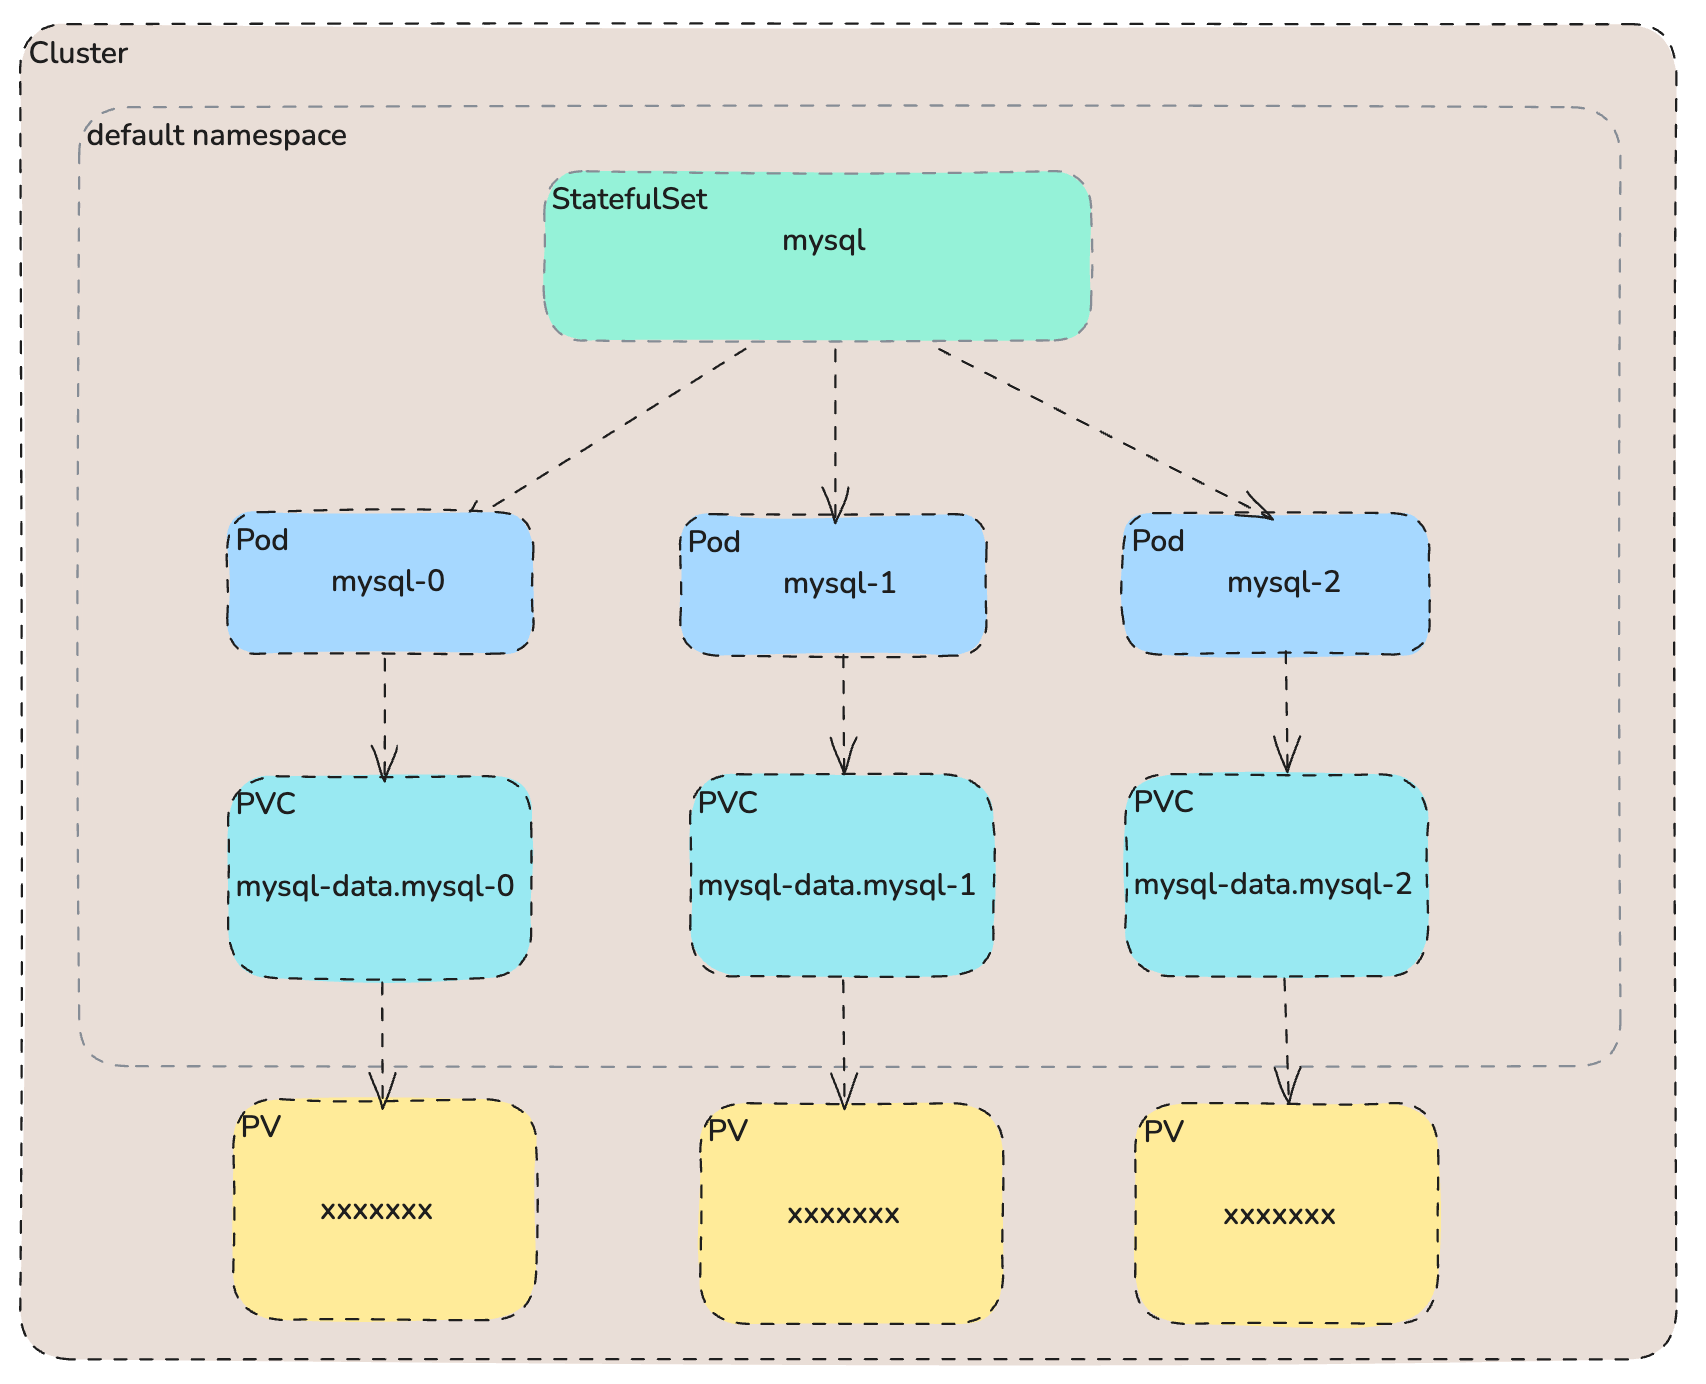 Cluster
default namespace
StatefulSet
mysql
Pod
mysql-0
Pod
mysql-1
Pod
mysql-2
PVC
mysql-data.mysql-0
PVC
mysql-data.mysql-1
PVC
mysql-data.mysql-2
PV
xxxxxxx
PV
xxxxxxx
PV
xxxxxxx